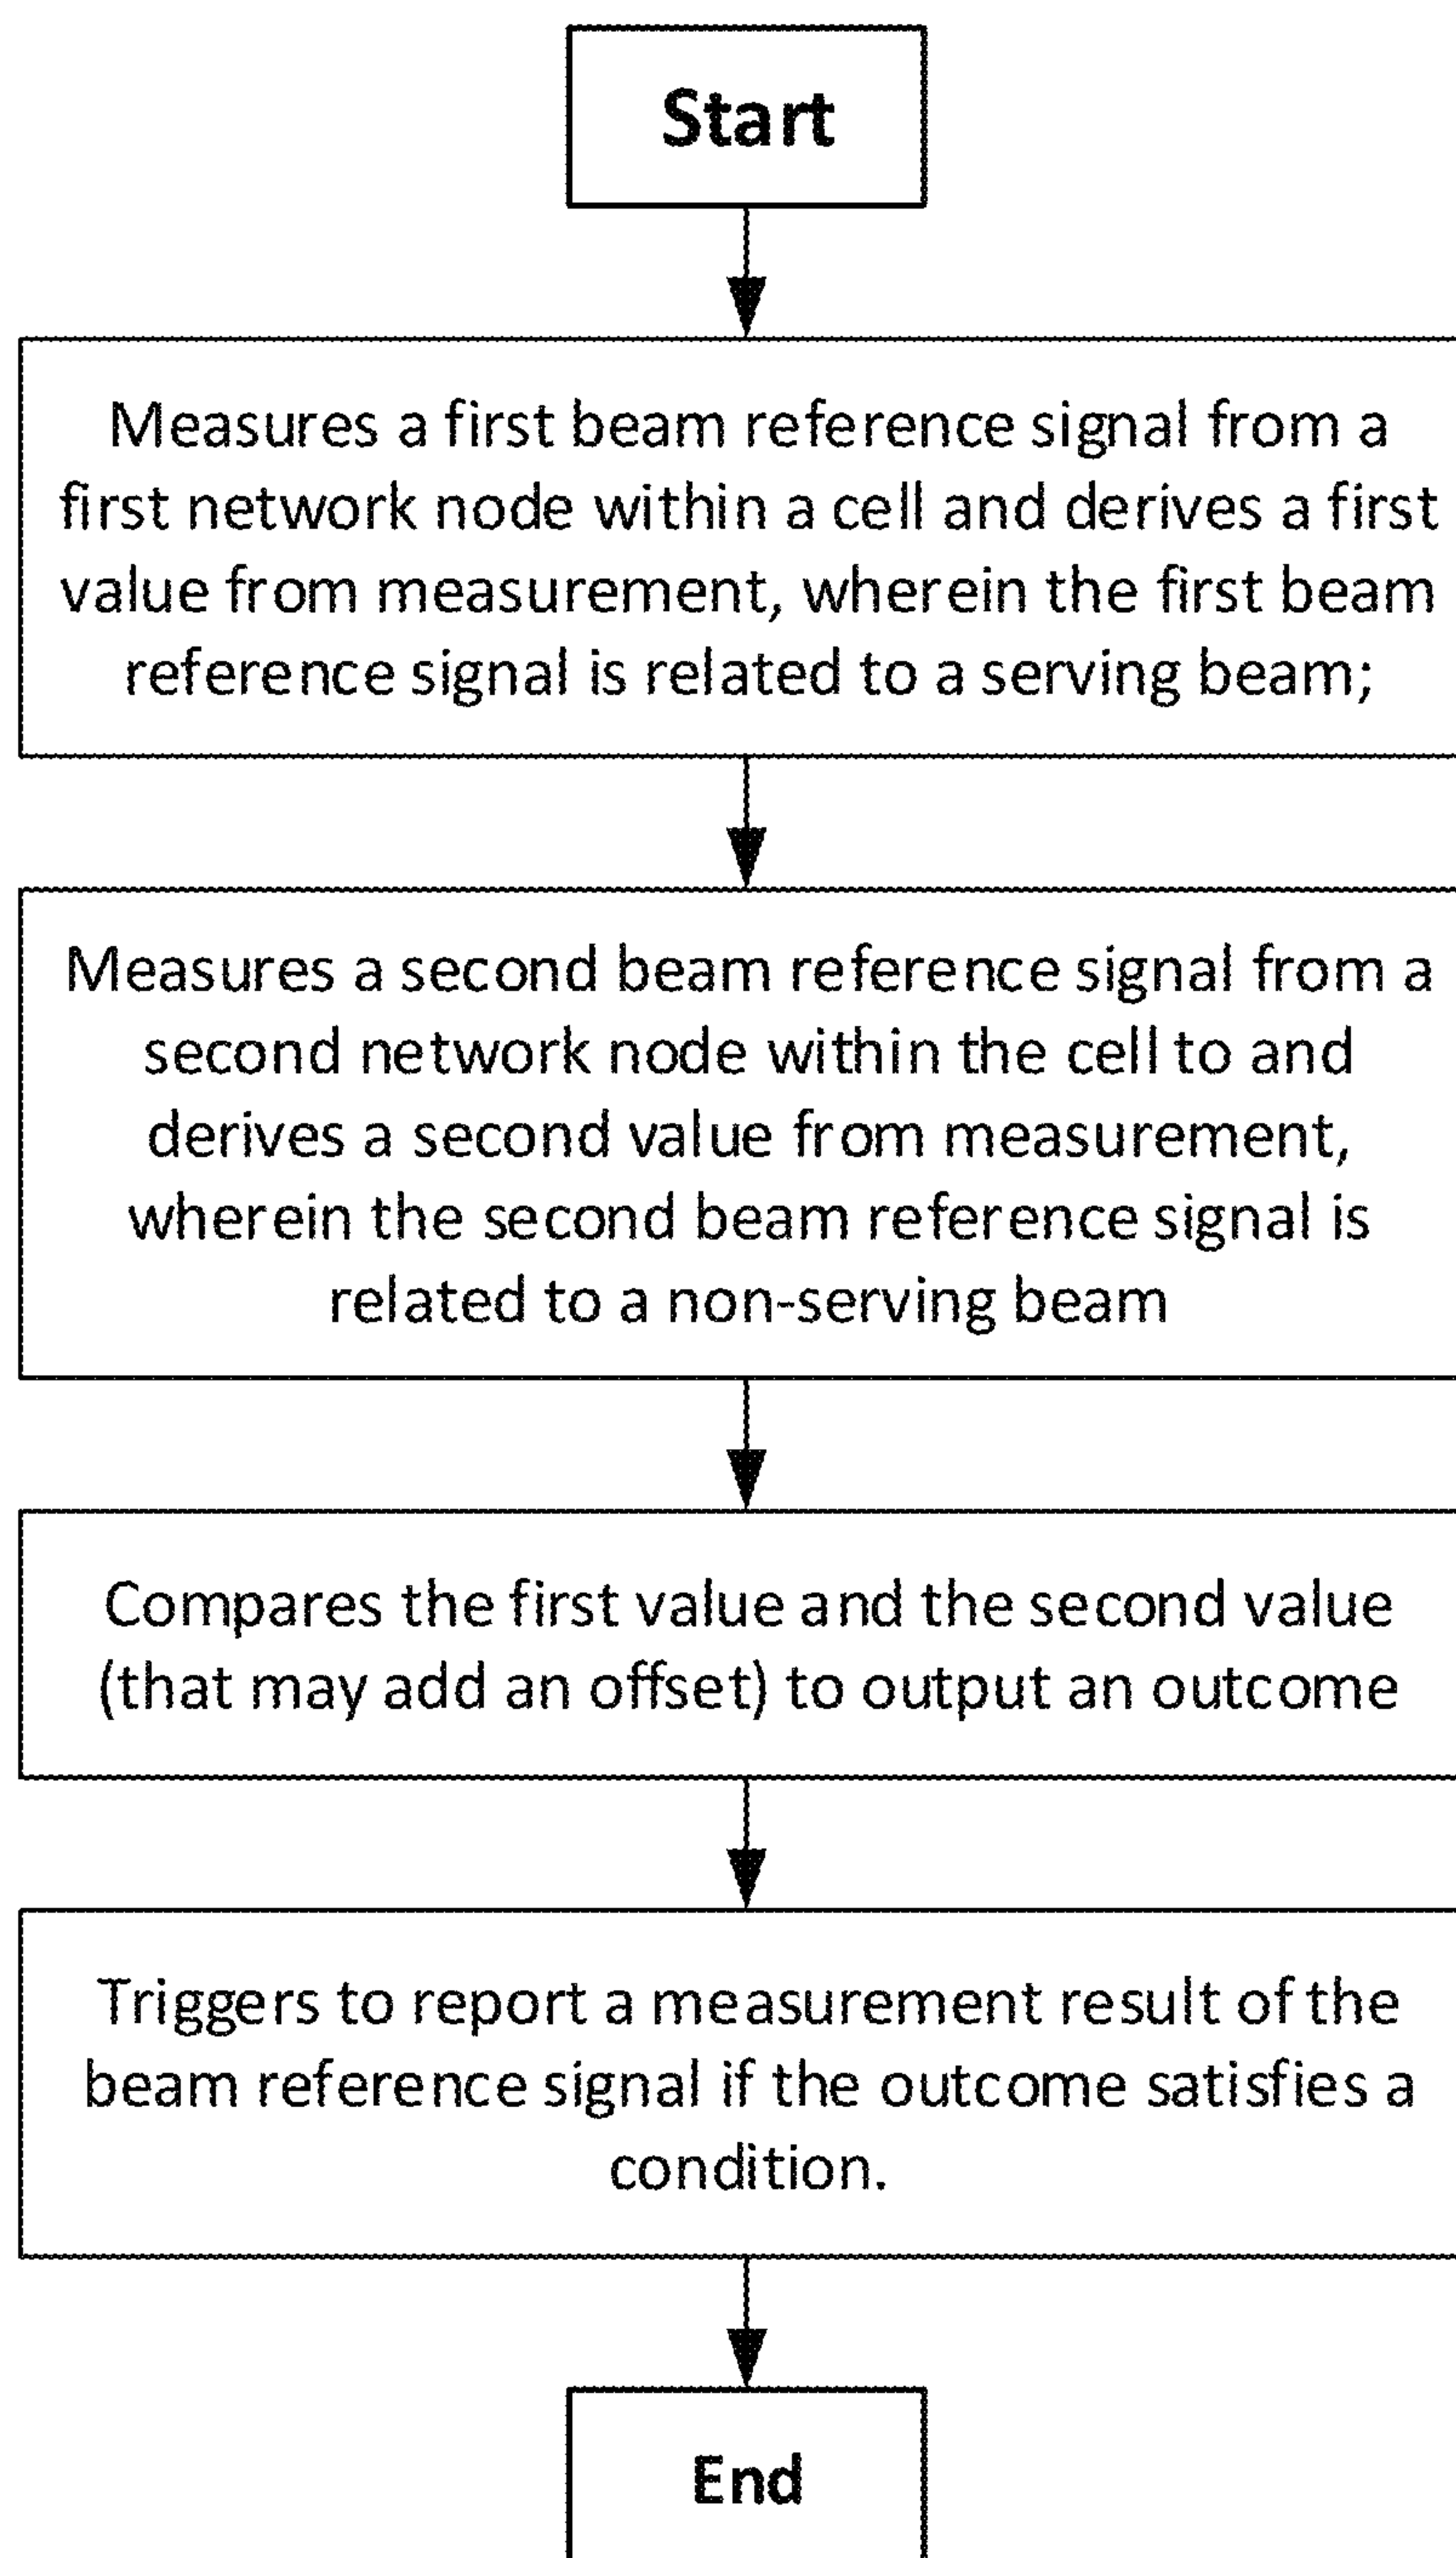 Start
Measures a first beam reference signal from a
first network node within a cell and derives a first
value from measurement, wherein the first beam
reference signal is related to a serving beam;
Measures a second beam reference signal from a
second network node within the cell to and
derives a second value from measurement,
wherein the second beam reference signal is
related to a non-serving beam
Compares the first value and the second value
(that may add an offset) to output an outcome
Triggers to report a measurement result of the
beam reference signal if the outcome satisfies a
condition.
End